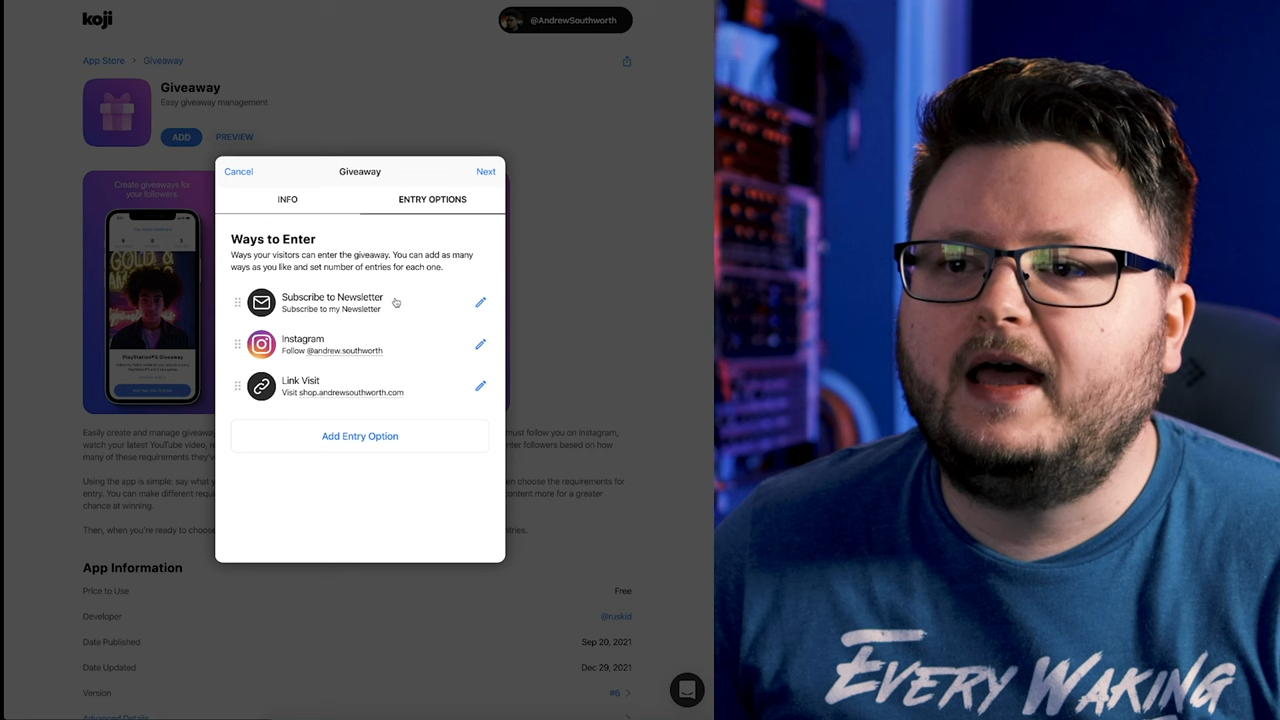 koji
@AndrewSouthworth
App Store > Giveaway
Giveaway
Easy giveaway management
ADD
PREVIEW
Create giveaways for
your followers.
Cancel
Giveaway
Next
INFO
ENTRY OPTIONS
Ways to Enter
Ways your visitors can enter the giveaway. You can add as many
ways as you like and set number of entries for each one.
Subscribe to Newsletter
Subscribe to my Newsletter
Instagram
Follow @andrew.southworth
Link Visit
Visit shop.andrewsouthworth.com
Add Entry Option
GOLD &
PlayStation®5 Giveaway
Easily create and manage giveaway
must follow you on Instagram,
watch your latest YouTube video, r
enter followers based on how
many of these requirements they'v
Using the app is simple: say what y
en choose the requirements for
entry. You can make different requi
content more for a greater
chance at winning.
Then, when you're ready to choose
ntries.
App Information
Price to Use
Free
Developer
@ruskid
Date Published
Sep 20, 2021
Date Updated
Dec 29, 2021
Version
#6 >
Advanced Details
EVERY WAKING